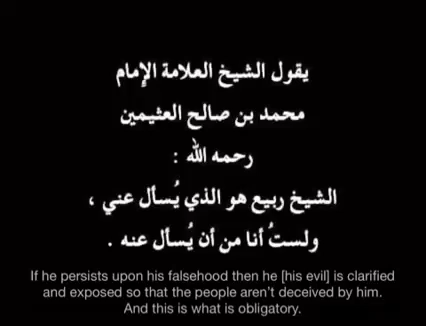 يقول الشيخ العلامة الإمام
محمد بن صالح العثيمين
رحمه الله :
الشيخ ربيع هو الذي يُسأل عني ،
ولستُ أنا من أن يُسأل عنه .
If he persists upon his falsehood then he [his evil] is clarified
and exposed so that the people aren't deceived by him.
And this is what is obligatory.